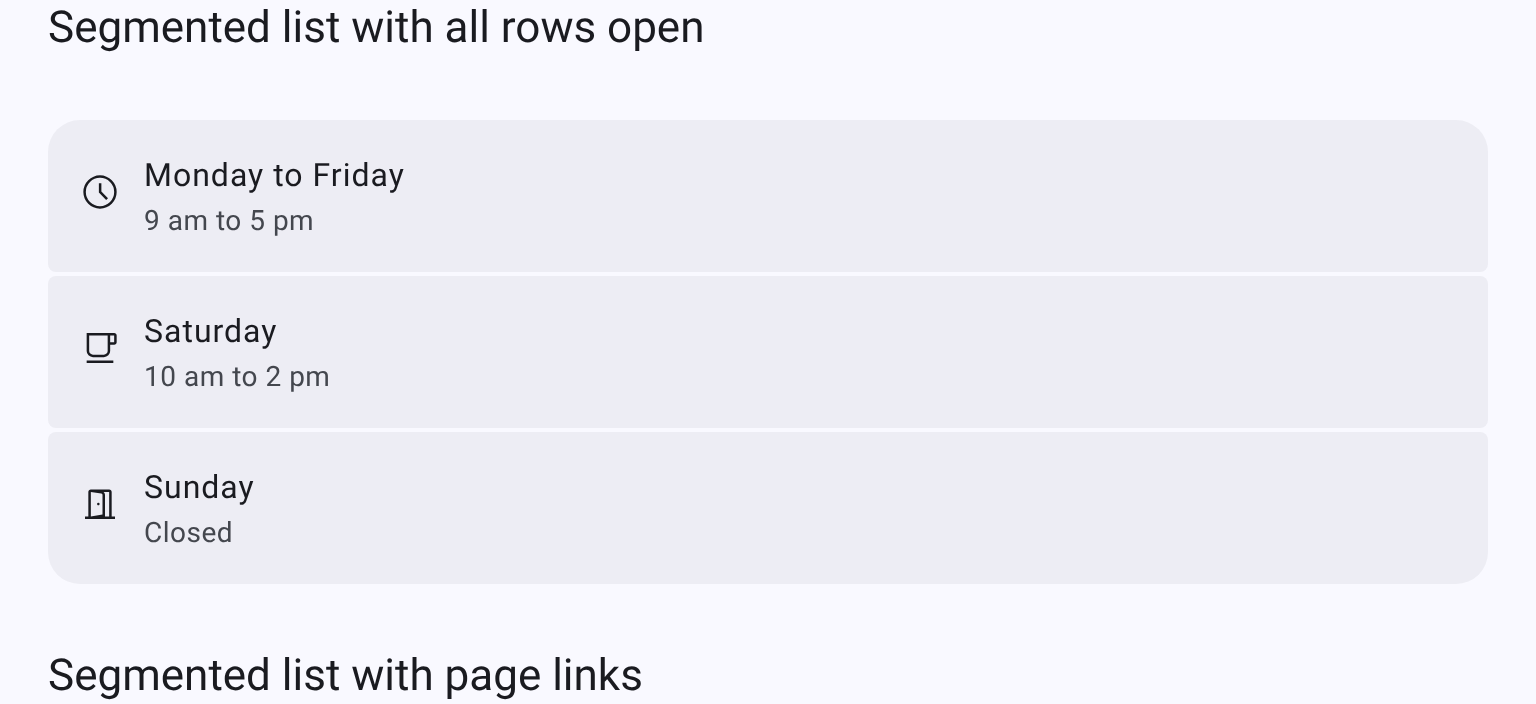 Segmented list with all rows open
Monday to Friday
9 am to 5 pm
Saturday
10 am to 2 pm
Sunday
Closed
Segmented list with page links